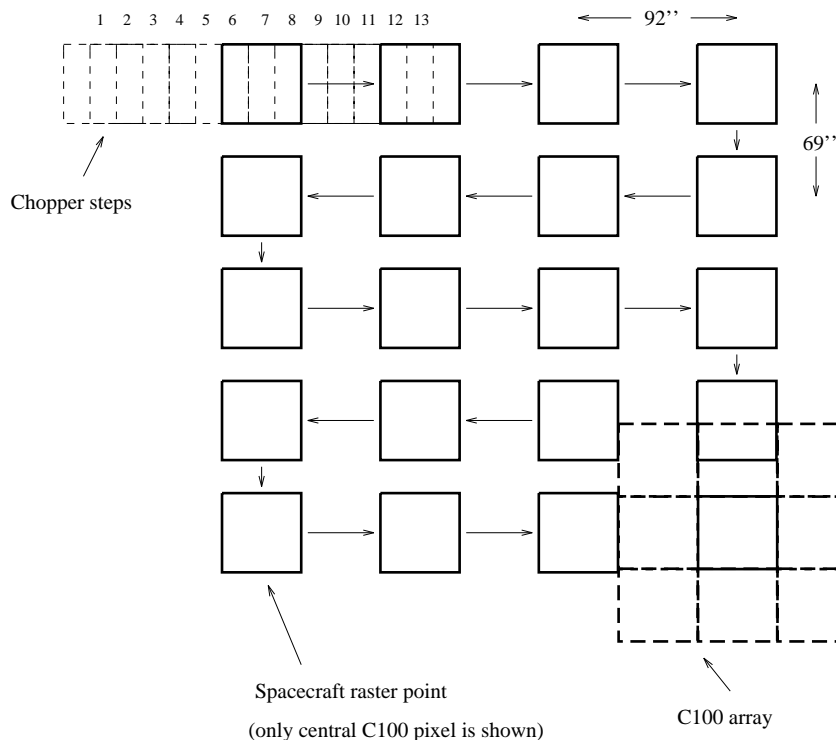 1 2 3 4 5 6 7 8 9 10 11 12 13
92’’
69’’
Chopper steps
Spacecraft raster point
(only central C100 pixel is shown)
C100 array